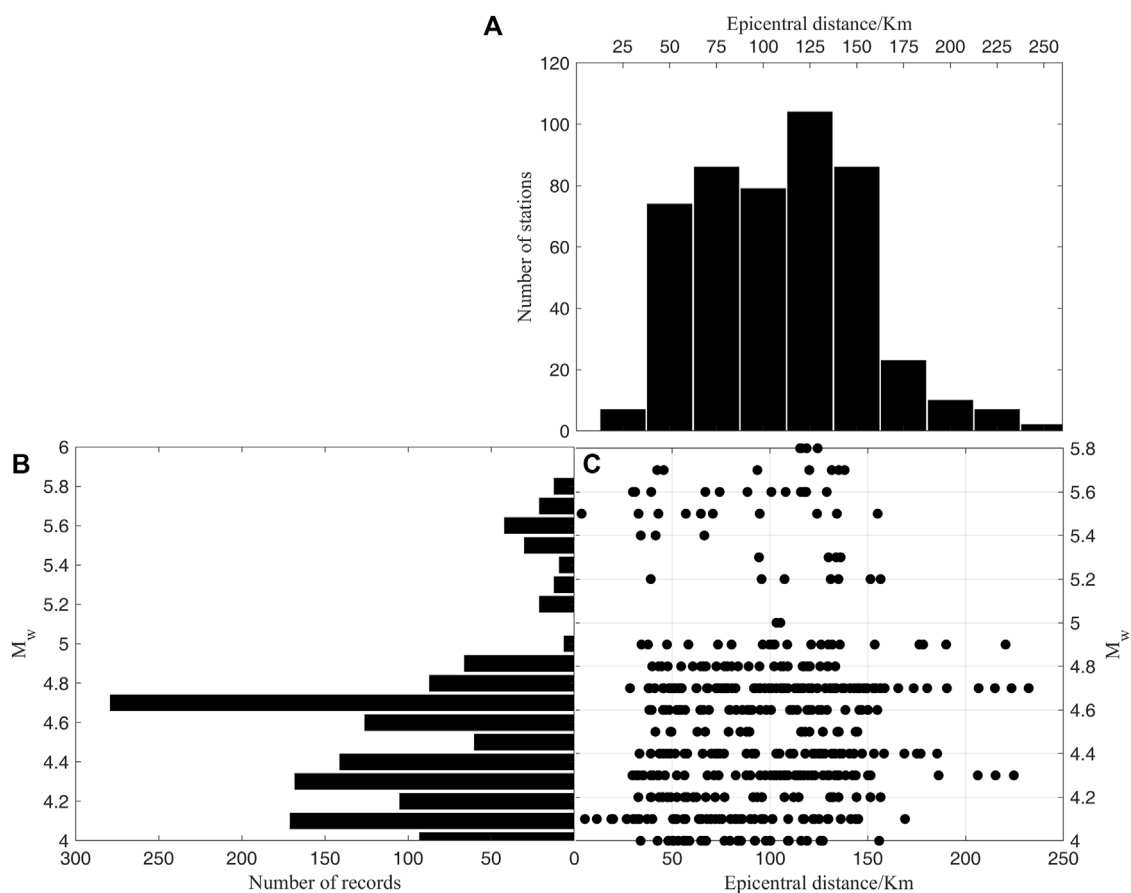 A
Epicentral distance/Km
25 50 75 100 125 150 175 200 225 250
120
100
80
60
40
20
0
Number of stations
B
6
5.8
5.6
5.4
5.2
5
4.8
4.6
4.4
4.2
4
M_w
300 250 200 150 100 50 0
Number of records
C
5.8
5.6
5.4
5.2
5
4.8
4.6
4.4
4.2
4
M_w
50 100 150 200 250
Epicentral distance/Km